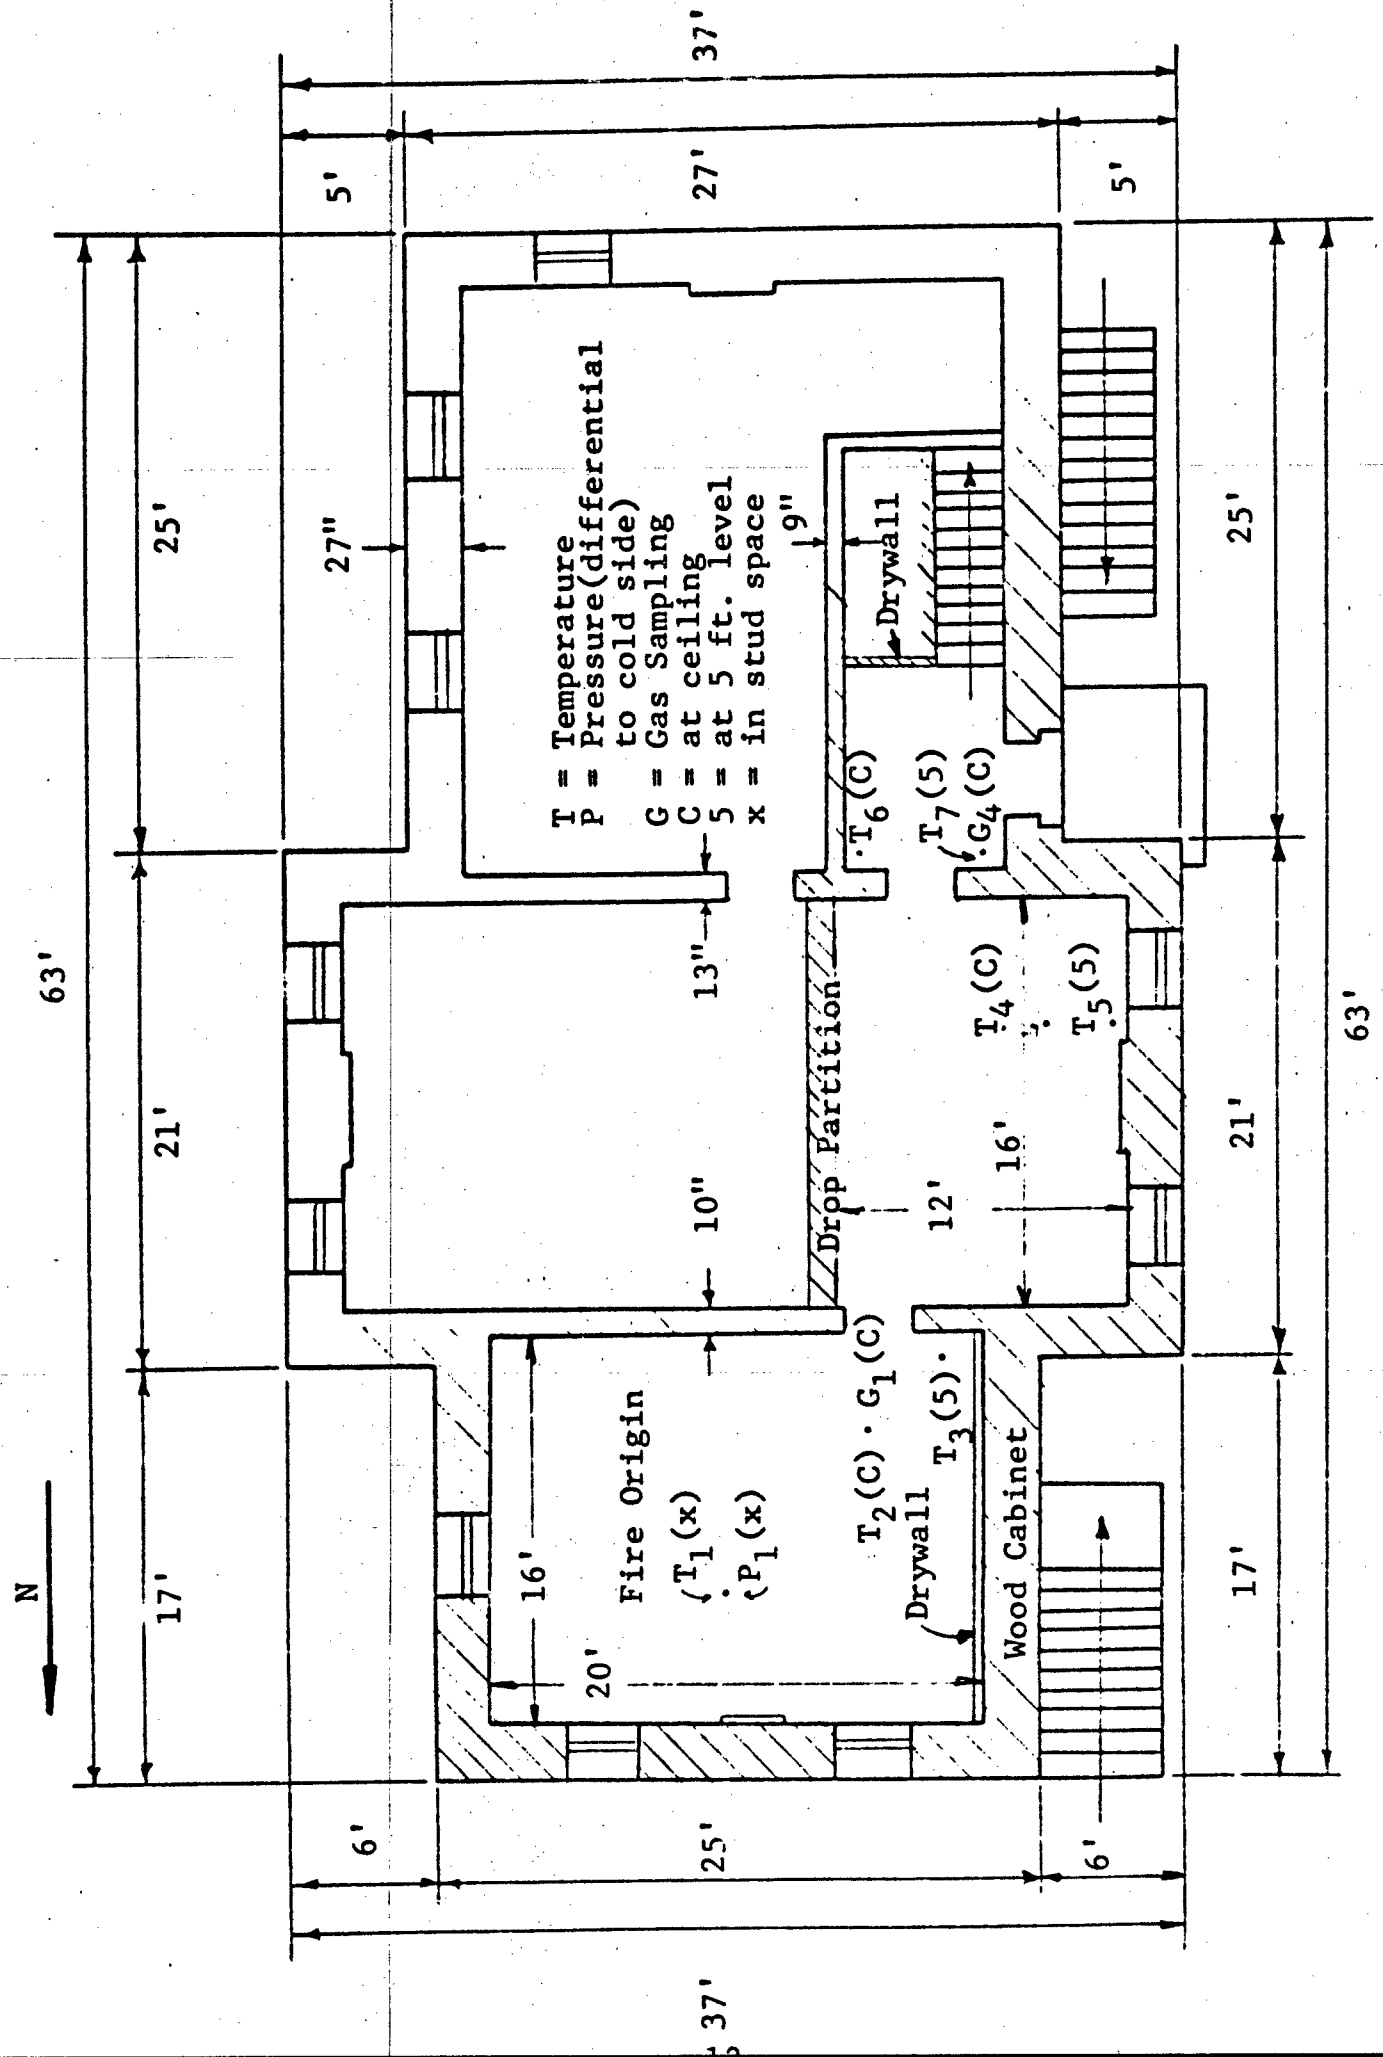 N
63'
17'
21'
25'
37'
5'
27'
5'
27"
T = Temperature
P = Pressure(differential
to cold side)
G = Gas Sampling
C = at ceiling
5 = at 5 ft. level
x = in stud space
9"
Drywall
13"
10"
Drop Partition
T6(C)
T7(5)
G4(C)
T4(C)
T5(5)
16'
12'
Fire Origin
T1(x)
P1(x)
16'
20'
T2(C)
G1(C)
T3(5)
Drywall
Wood Cabinet
6'
25'
6'
37'
17'
21'
25'
63'